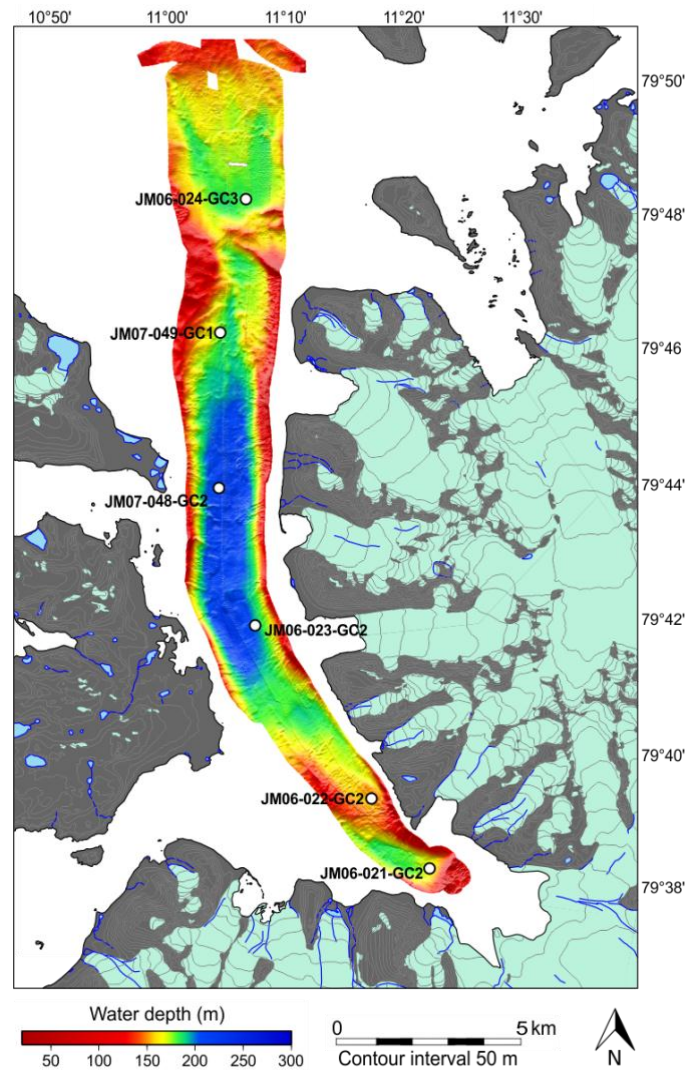 10°50' 11°00' 11°10' 11°20' 11°30'
79°50'
JM06-024-GC3
79°48'
JM07-049-GC1
79°46'
JM07-048-GC2
79°44'
JM06-023-GC2
79°42'
JM06-022-GC2
79°40'
JM06-021-GC2
79°38'
Water depth (m)
50 100 150 200 250 300
0 5 km
Contour interval 50 m
N